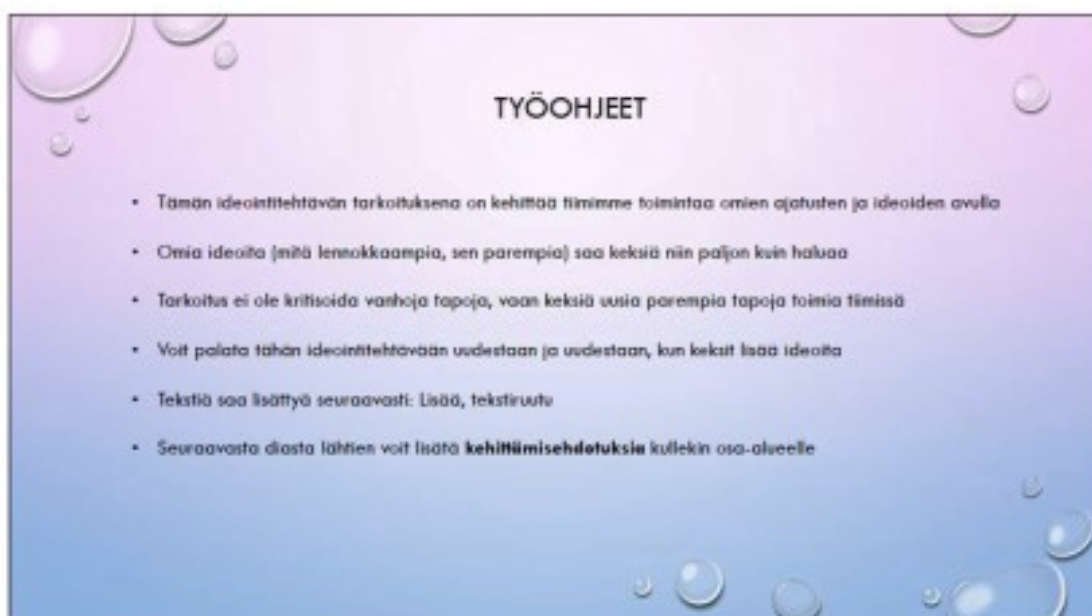 TYÖOHJEET
• Tämän ideointitehtävän tarkoituksena on kehittää tiimimme toimintaa omien ajatusten ja ideoiden avulla
• Omia ideoita (mitä lennokkaampia, sen parempia) saa keksiä niin paljon kuin haluaa
• Tarkoitus ei ole kritisoida vanhoja tapoja, vaan keksiä uusia parempia tapoja toimia tiimissä
• Voit palata tähän ideointitehtävään uudestaan ja uudestaan, kun keksit lisää ideoita
• Tekstiä saa lisättyä seuraavasti: Lisää, tekstiruutu
• Seuraavasta diasta lähtien voit lisätä kehittämisehdotuksia kullekin osa-alueelle